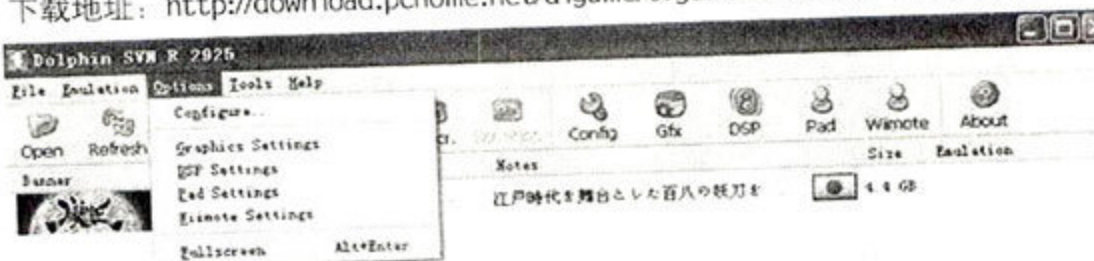 下载地址：http://download.pchome.net/
Dolphin SVN R 2925
File Emulation Options Tools Help
Configure..
Open Refresh Config Gfx DSP Pad Wiimote About
Graphics Settings
DSP Settings
Pad Settings
Wiimote Settings
Fullscreen Alt+Enter
Banner Notes Size Emulation
江戸時代を舞台とした百八の妖刀を 4.4 GB